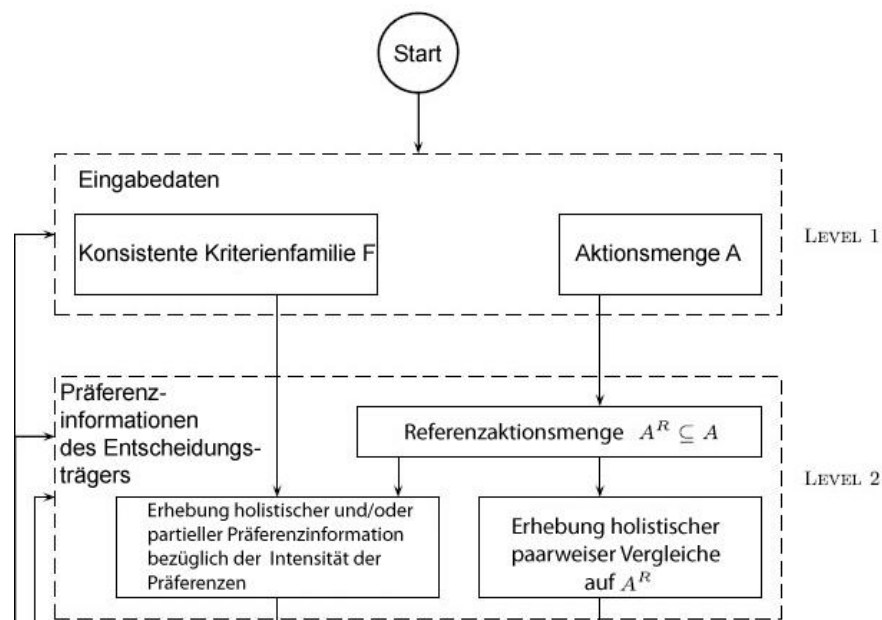 Start
Eingabedaten
Konsistente Kriterienfamilie F
Aktionsmenge A
LEVEL 1
Präferenz-
informationen
des Entscheidungs-
trägers
Referenzaktionsmenge A^R ⊆ A
LEVEL 2
Erhebung holistischer und/oder
partieller Präferenzinformation
bezüglich der Intensität der
Präferenzen
Erhebung holistischer
paarweiser Vergleiche
auf A^R